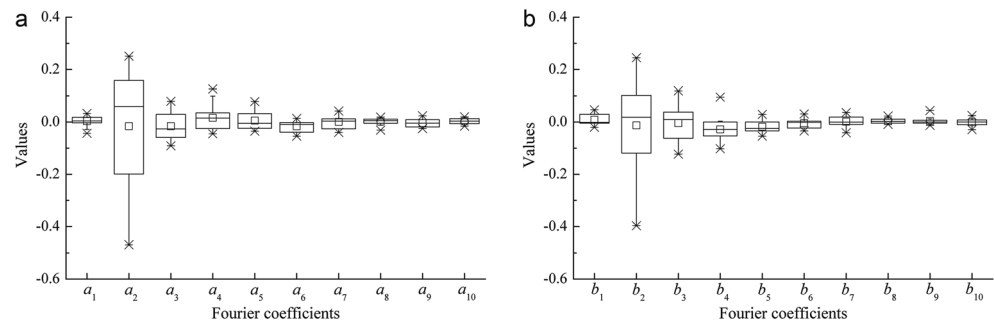 a
0.4
0.2
0.0
-0.2
-0.4
-0.6
Values
a1 a2 a3 a4 a5 a6 a7 a8 a9 a10
Fourier coefficients
b
0.4
0.2
0.0
-0.2
-0.4
-0.6
Values
b1 b2 b3 b4 b5 b6 b7 b8 b9 b10
Fourier coefficients